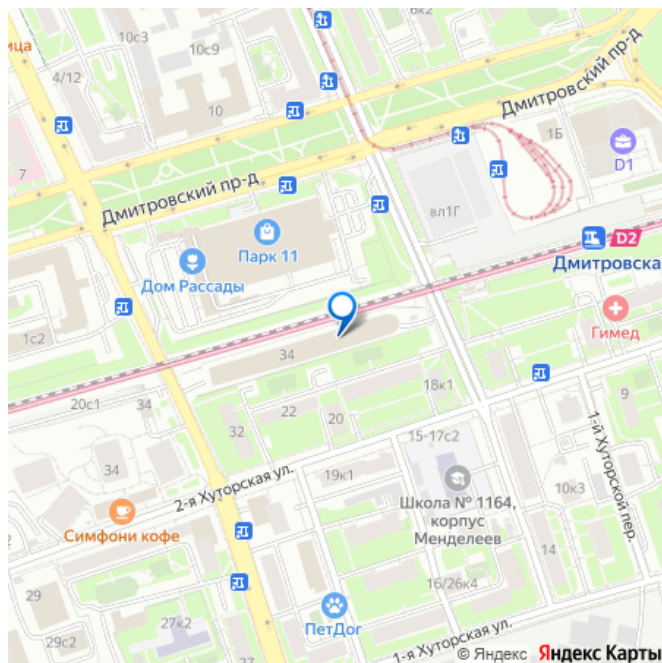 6к2
ица
10с3
10с9
4/12
10
7
Дмитровский пр-д
1Б
D1
вл1Г
Дмитровский пр-д
Парк 11
Дом Рассады
D2
Дмитровска
1с2
Гимед
34
18к1
9
20с1
34
22
20
32
15-17с2
1-й Хуторской пер.
34
2-я Хуторская ул.
19к1
10к3
Школа № 1164,
корпус
Менделеев
Симфони кофе
14
16/26к4
29
27к2
ПетДог
29с2
1-я Хуторская ул.
© Яндекс Яндекс Карты